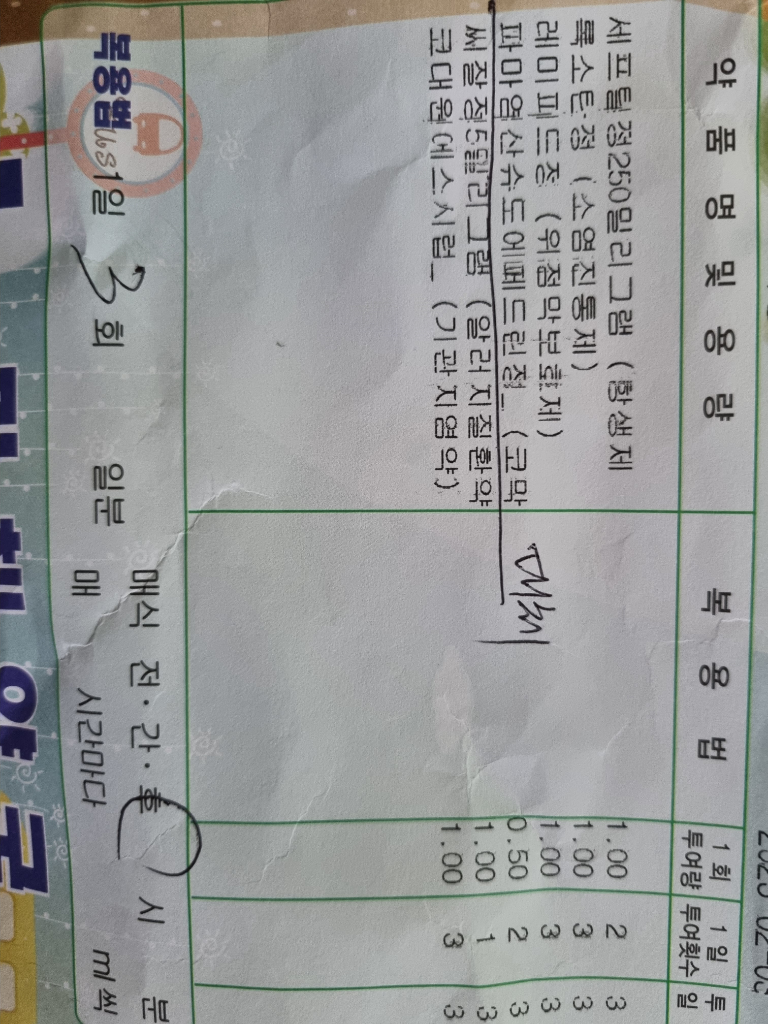 약 품 명 및 용 량 복 용 법 1회 투여량 1일 투여횟수 투 일
세프틸정250밀리그램 (항생제 1.00 2 3
록소탄정 (소염진통제) 1.00 3 3
레미피드정 (위점막보호제) 1.00 3 3
파마염산슈도에페드린정_ (코막 0.50 2 3
씨잘정5밀리그램 (알러지질환약 1.00 1 3
코대원에스시럽_ (기관지염약) 1.00 3 3
복용법 1일 3회 일분 매식 전·간·후 시 분
매 시간마다 ml씩
약국